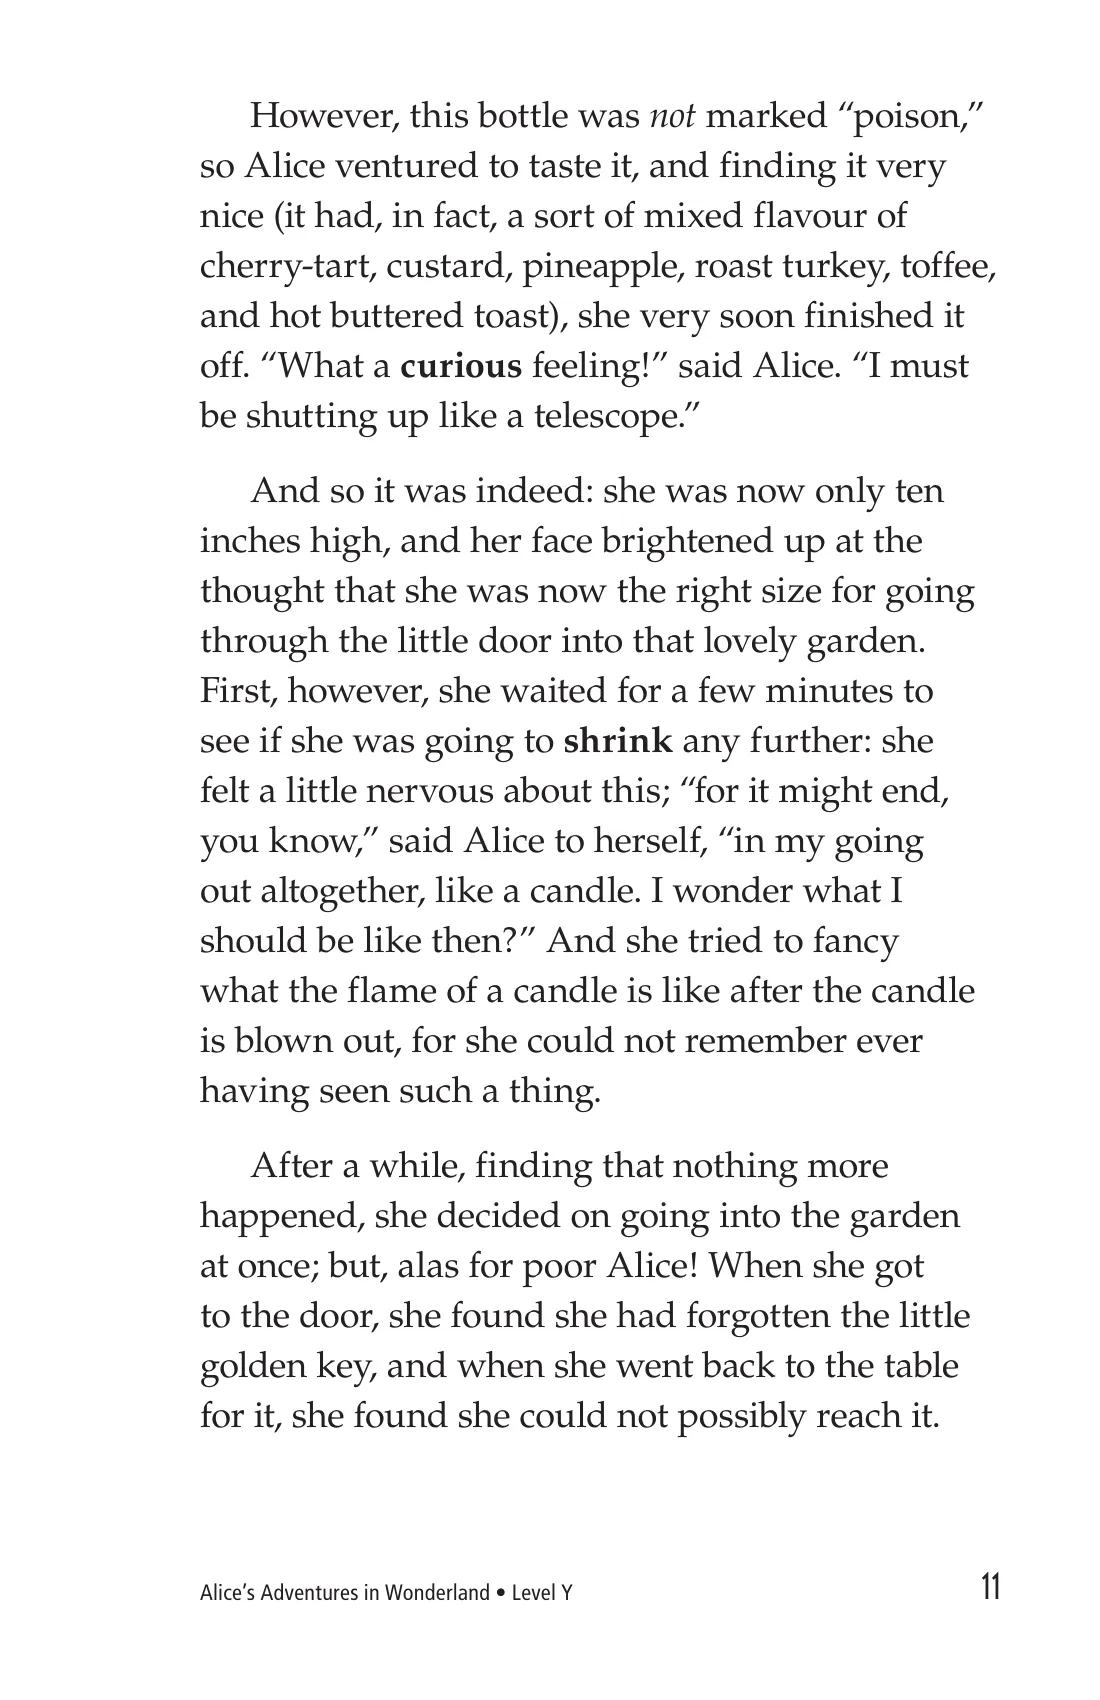 However, this bottle was not marked “poison,”
so Alice ventured to taste it, and finding it very
nice (it had, in fact, a sort of mixed flavour of
cherry-tart, custard, pineapple, roast turkey, toffee,
and hot buttered toast), she very soon finished it
off. “What a curious feeling!” said Alice. “I must
be shutting up like a telescope.”
And so it was indeed: she was now only ten
inches high, and her face brightened up at the
thought that she was now the right size for going
through the little door into that lovely garden.
First, however, she waited for a few minutes to
see if she was going to shrink any further: she
felt a little nervous about this; “for it might end,
you know,” said Alice to herself, “in my going
out altogether, like a candle. I wonder what I
should be like then?” And she tried to fancy
what the flame of a candle is like after the candle
is blown out, for she could not remember ever
having seen such a thing.
After a while, finding that nothing more
happened, she decided on going into the garden
at once; but, alas for poor Alice! When she got
to the door, she found she had forgotten the little
golden key, and when she went back to the table
for it, she found she could not possibly reach it.
Alice’s Adventures in Wonderland • Level Y 11